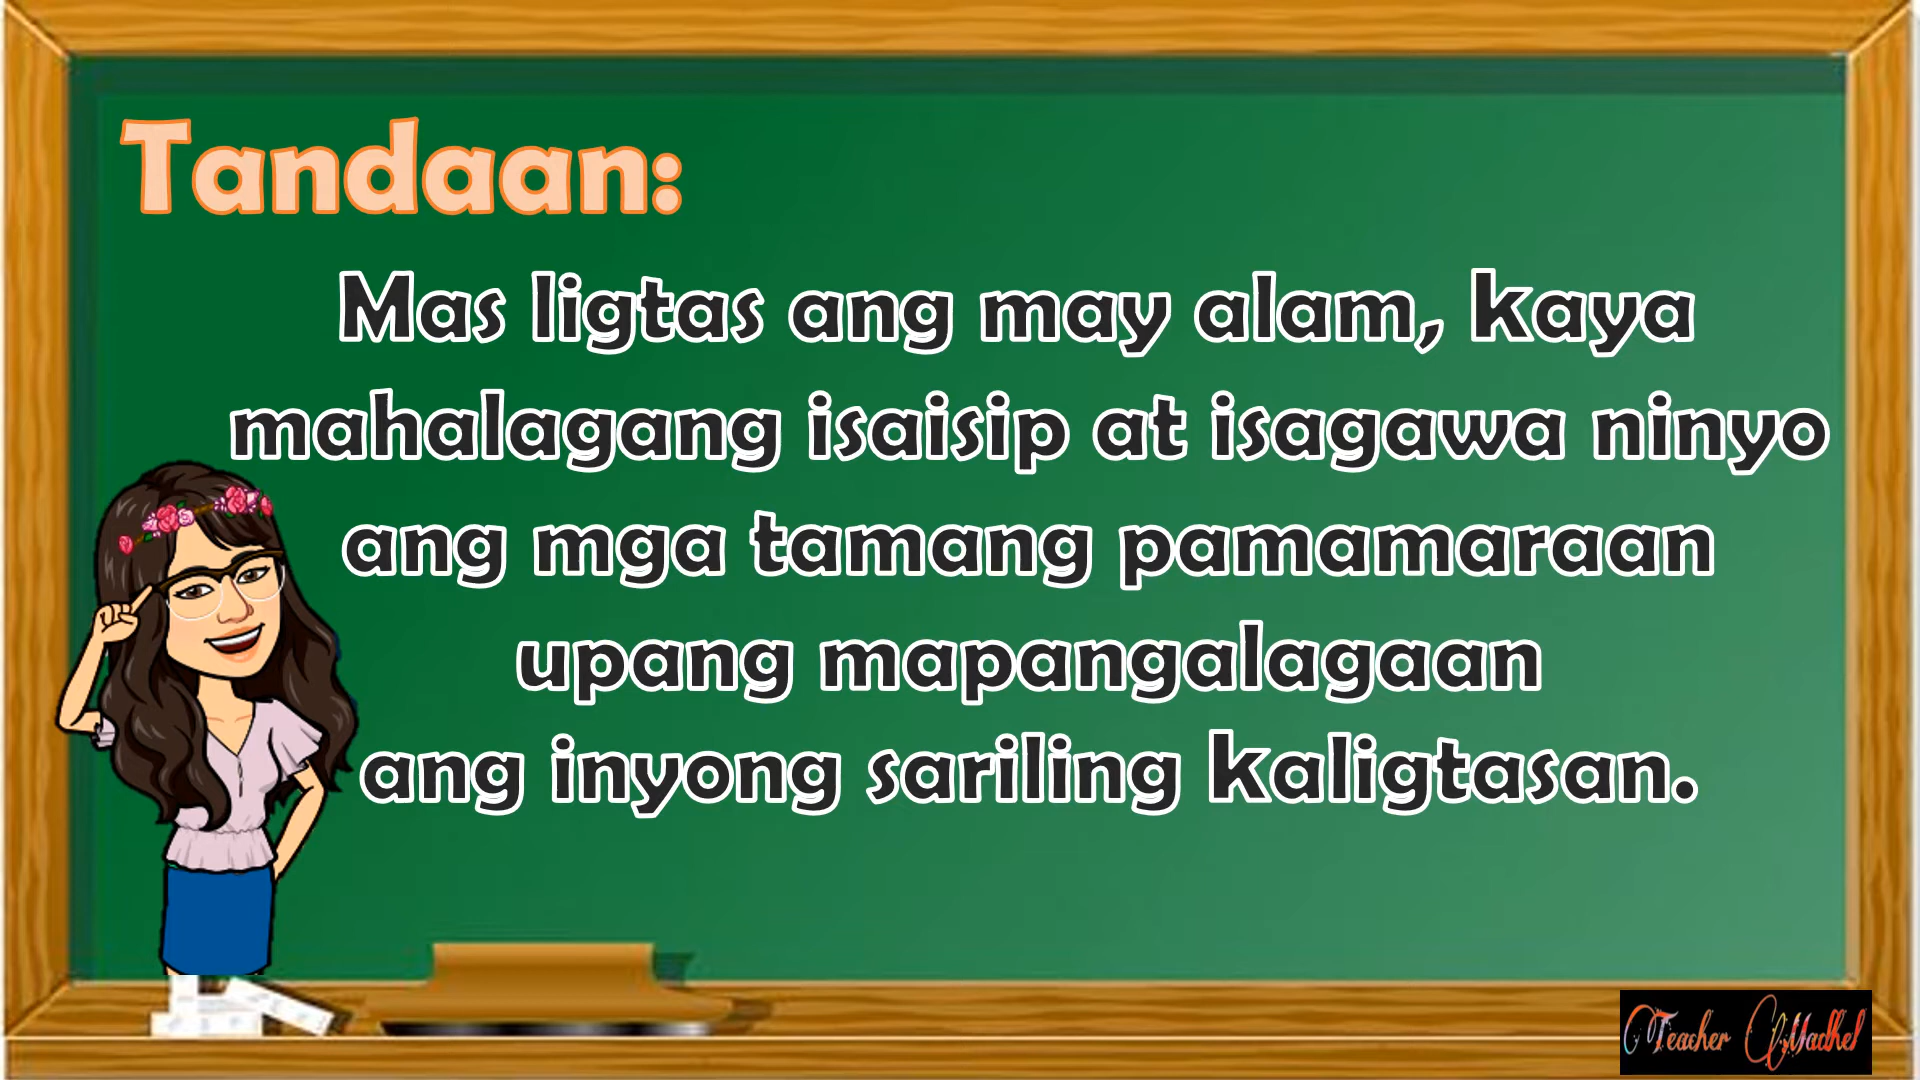 Tandaan:
Mas ligtas ang may alam, kaya
mahalagang isaisip at isagawa ninyo
ang mga tamang pamamaraan
upang mapangalagaan
ang inyong sariling kaligtasan.
Teacher Madhel